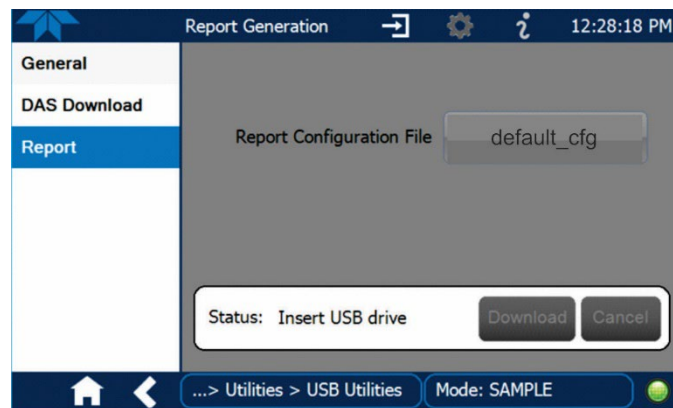 Report Generation 12:28:18 PM
General
DAS Download
Report
Report Configuration File default_cfg
Status: Insert USB drive Download Cancel
...> Utilities > USB Utilities Mode: SAMPLE